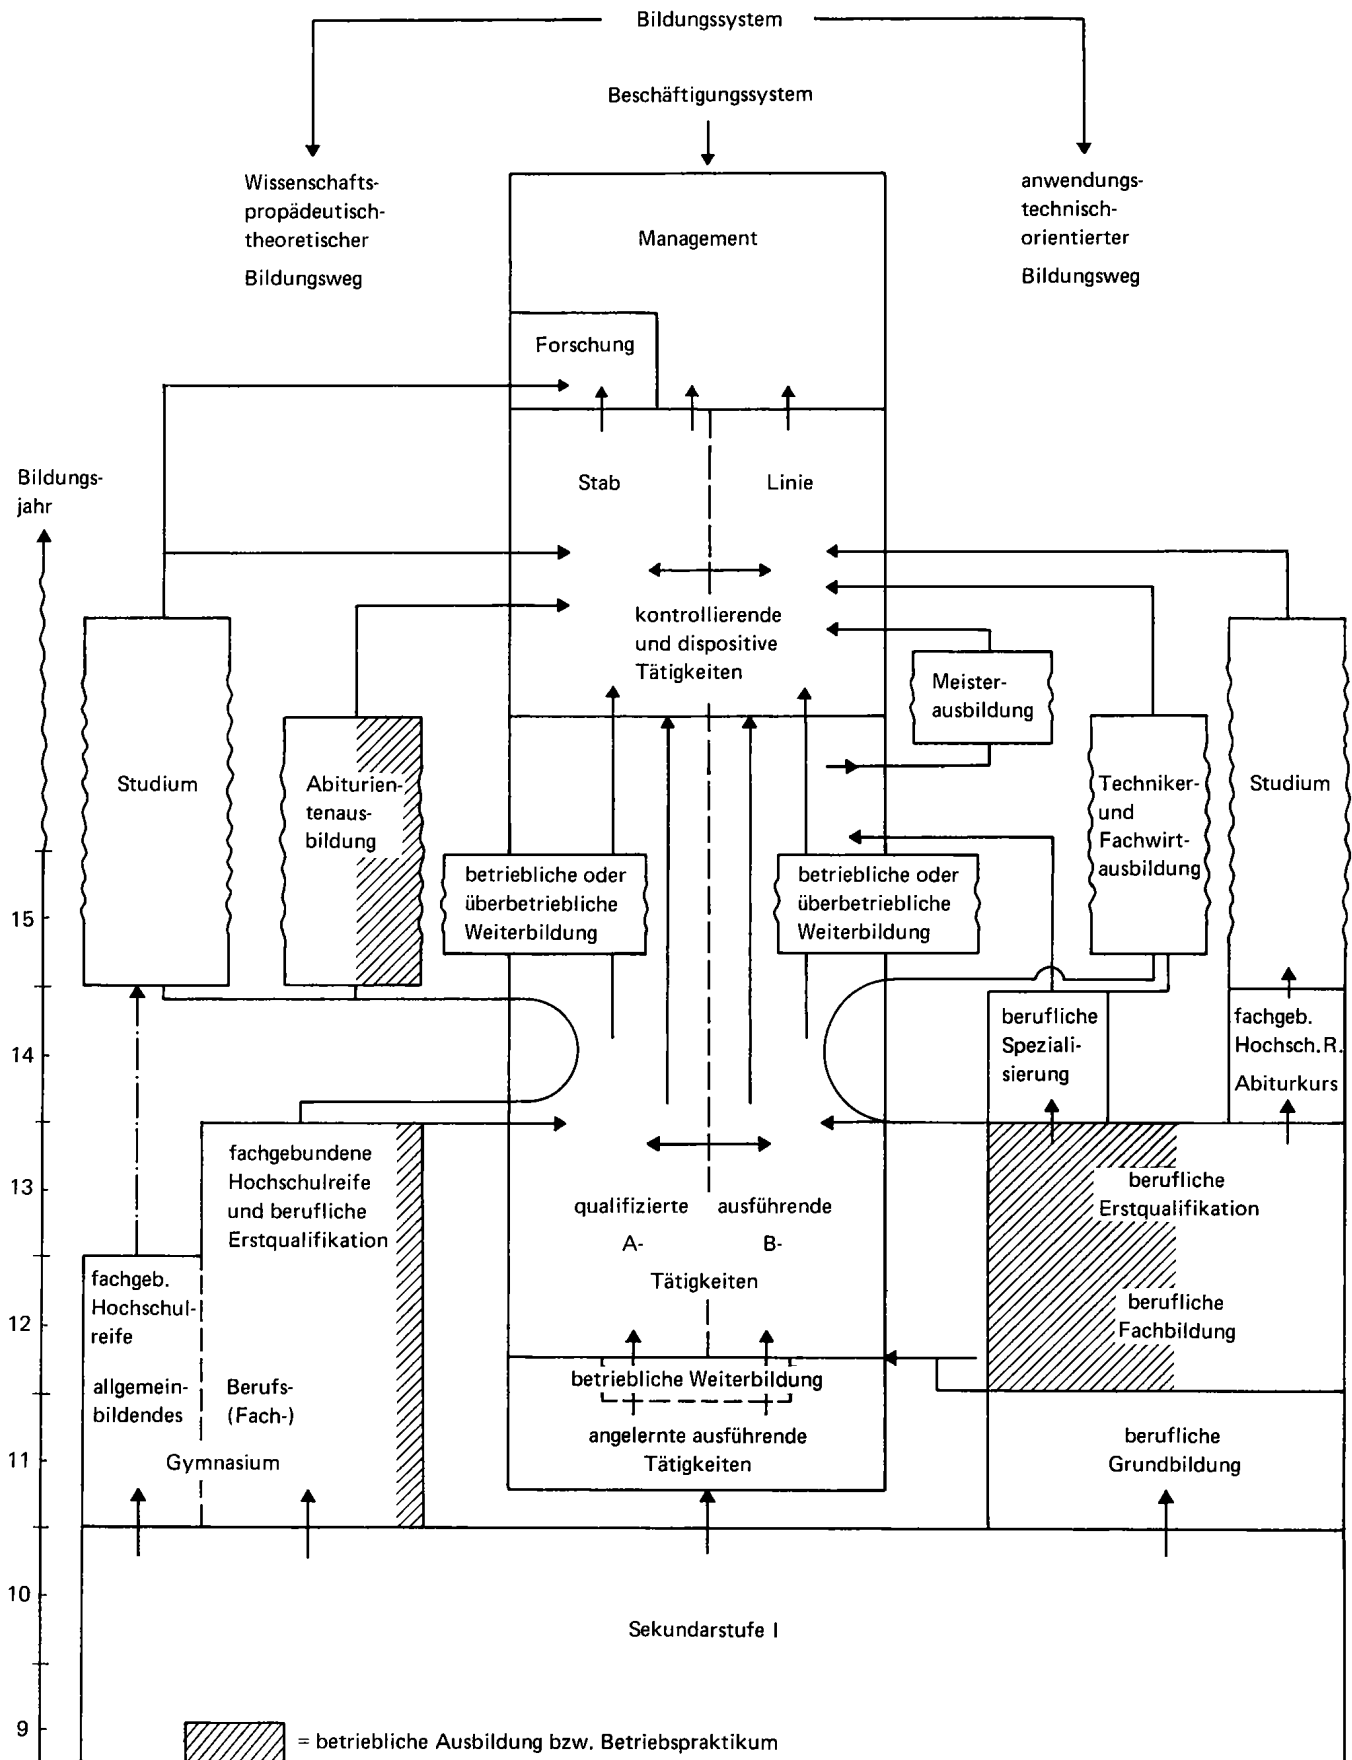 Bildungssystem
Beschäftigungssystem
Wissenschafts-
propädeutisch-
theoretischer
Bildungsweg
anwendungs-
technisch-
orientierter
Bildungsweg
Management
Forschung
Bildungs-
jahr
Stab
Linie
kontrollierende
und dispositive
Tätigkeiten
Meister-
ausbildung
Studium
Abiturien-
tenaus-
bildung
Techniker-
und
Fachwirt-
ausbildung
Studium
betriebliche oder
überbetriebliche
Weiterbildung
betriebliche oder
überbetriebliche
Weiterbildung
15
berufliche
Speziali-
sierung
fachgeb.
Hochsch.R.
Abiturkurs
14
fachgebundene
Hochschulreife
und berufliche
Erstqualifikation
13
qualifizierte
ausführende
A-
B-
Tätigkeiten
berufliche
Erstqualifikation
fachgeb.
Hochschul-
reife
12
berufliche
Fachbildung
allgemein-
bildendes
Berufs-
(Fach-)
Gymnasium
betriebliche Weiterbildung
angelernte ausführende
Tätigkeiten
berufliche
Grundbildung
11
10
Sekundarstufe I
9
= betriebliche Ausbildung bzw. Betriebspraktikum